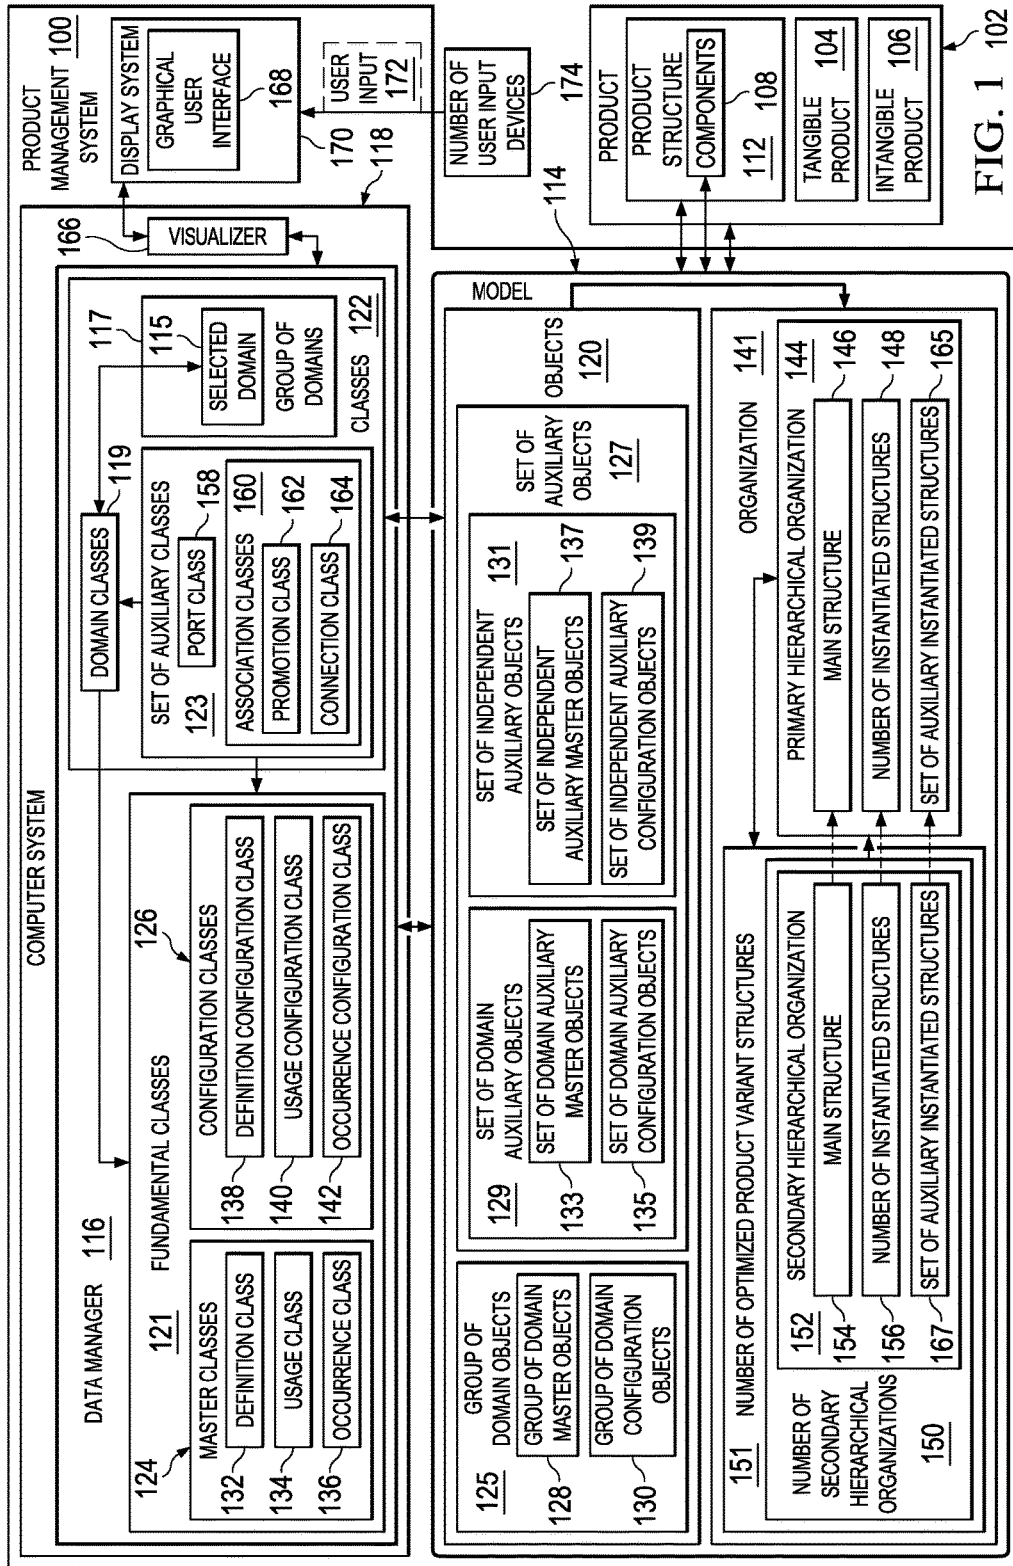 PRODUCT
MANAGEMENT 100
SYSTEM
DISPLAY SYSTEM
GRAPHICAL
USER
INTERFACE
168
170
118
USER
INPUT
172
NUMBER OF
USER INPUT
DEVICES
174
PRODUCT
PRODUCT
STRUCTURE
COMPONENTS
108
112
TANGIBLE
PRODUCT
104
INTANGIBLE
PRODUCT
106
102
FIG. 1
COMPUTER SYSTEM
166
VISUALIZER
DATA MANAGER 116
FUNDAMENTAL CLASSES
121
124
MASTER CLASSES
132
DEFINITION CLASS
134
USAGE CLASS
136
OCCURRENCE CLASS
126
CONFIGURATION CLASSES
138
DEFINITION CONFIGURATION CLASS
140
USAGE CONFIGURATION CLASS
142
OCCURRENCE CONFIGURATION CLASS
DOMAIN CLASSES
119
SET OF AUXILIARY CLASSES
123
PORT CLASS
158
ASSOCIATION CLASSES
160
PROMOTION CLASS
162
CONNECTION CLASS
164
117
115
SELECTED
DOMAIN
GROUP OF
DOMAINS
CLASSES 122
114
MODEL
GROUP OF
DOMAIN OBJECTS
125
GROUP OF DOMAIN
MASTER OBJECTS
128
GROUP OF DOMAIN
CONFIGURATION
OBJECTS
130
SET OF DOMAIN
AUXILIARY OBJECTS
129
SET OF DOMAIN AUXILIARY
MASTER OBJECTS
133
SET OF DOMAIN AUXILIARY
CONFIGURATION OBJECTS
135
SET OF INDEPENDENT
AUXILIARY OBJECTS
131
SET OF INDEPENDENT
AUXILIARY MASTER OBJECTS
137
SET OF INDEPENDENT AUXILIARY
CONFIGURATION OBJECTS
139
SET OF
AUXILIARY
OBJECTS
127
OBJECTS
120
ORGANIZATION
141
PRIMARY HIERARCHICAL ORGANIZATION
144
MAIN STRUCTURE
146
NUMBER OF INSTANTIATED STRUCTURES
148
SET OF AUXILIARY INSTANTIATED STRUCTURES
165
151
NUMBER OF OPTIMIZED PRODUCT VARIANT STRUCTURES
NUMBER OF
SECONDARY
HIERARCHICAL
ORGANIZATIONS
150
152
SECONDARY HIERARCHICAL ORGANIZATION
154
MAIN STRUCTURE
156
NUMBER OF INSTANTIATED STRUCTURES
167
SET OF AUXILIARY INSTANTIATED STRUCTURES